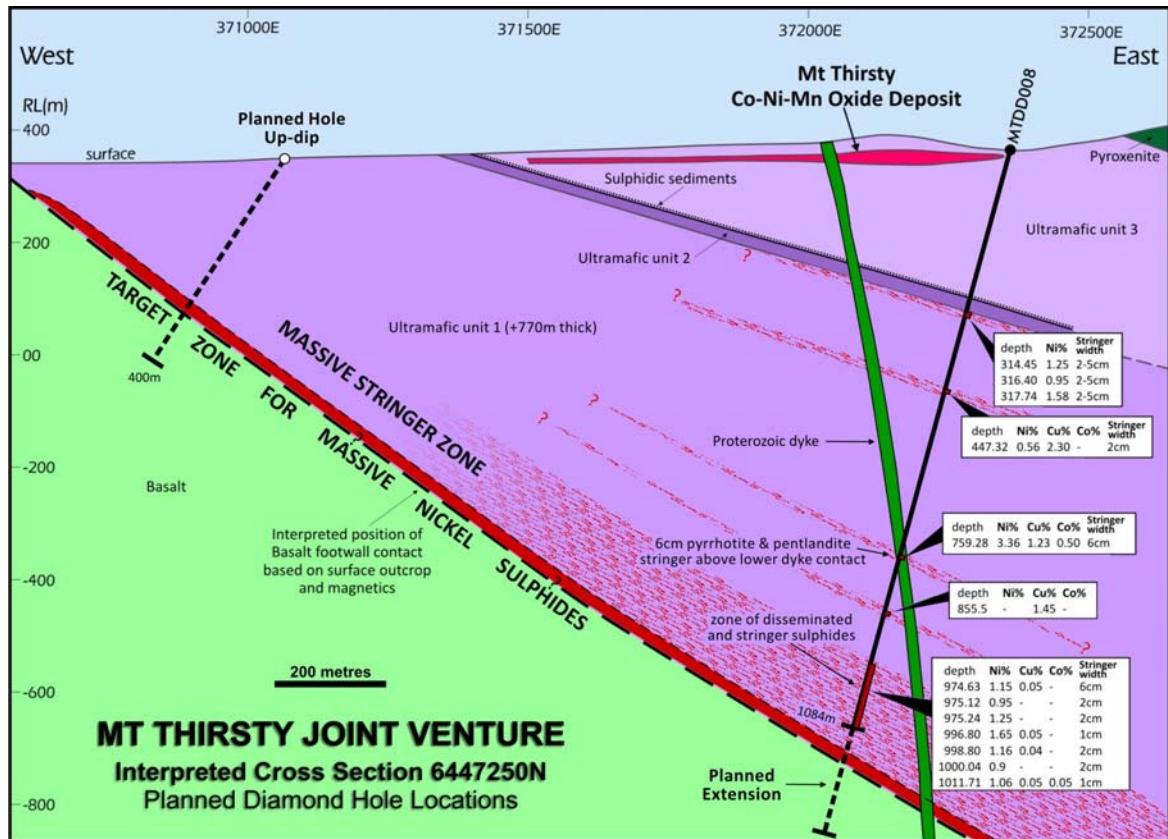 371000E
371500E
372000E
372500E
West
East
RL(m)
Mt Thirsty
Co-Ni-Mn Oxide Deposit
MTDD008
Planned Hole
Up-dip
400
surface
Pyroxenite
Sulphidic sediments
Ultramafic unit 3
200
Ultramafic unit 2
?
?
Ultramafic unit 1 (+770m thick)
00
400m
depth Ni% Stringer width
314.45 1.25 2-5cm
316.40 0.95 2-5cm
317.74 1.58 2-5cm
TARGET ZONE FOR MASSIVE NICKEL SULPHIDES
MASSIVE STRINGER ZONE
?
?
?
?
?
depth Ni% Cu% Co% Stringer width
447.32 0.56 2.30 - 2cm
Proterozoic dyke
-200
Basalt
Interpreted position of
Basalt footwall contact
based on surface outcrop
and magnetics
6cm pyrrhotite & pentlandite
stringer above lower dyke contact
depth Ni% Cu% Co% Stringer width
759.28 3.36 1.23 0.50 6cm
-400
depth Ni% Cu% Co%
855.5 - 1.45 -
zone of disseminated
and stringer sulphides
200 metres
-600
1084m
depth Ni% Cu% Co% Stringer width
974.63 1.15 0.05 - 6cm
975.12 0.95 - - 2cm
975.24 1.25 - - 2cm
996.80 1.65 0.05 - 1cm
998.80 1.16 0.04 - 2cm
1000.04 0.9 - - 2cm
1011.71 1.06 0.05 0.05 1cm
MT THIRSTY JOINT VENTURE
Interpreted Cross Section 6447250N
Planned Diamond Hole Locations
Planned
Extension
-800